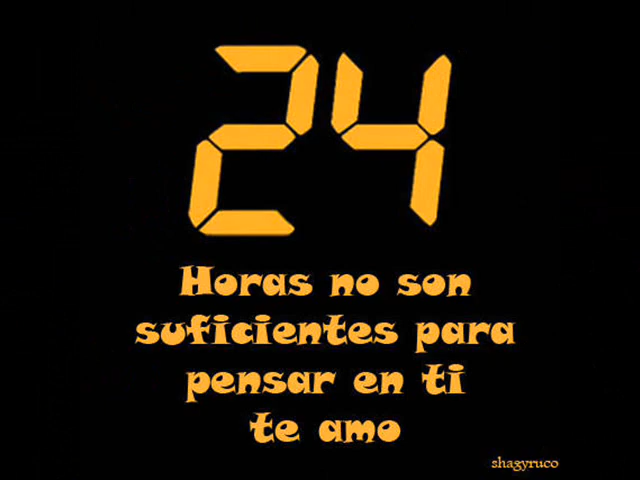 24
Horas no son
suficientes para
pensar en ti
te amo
shagyruco